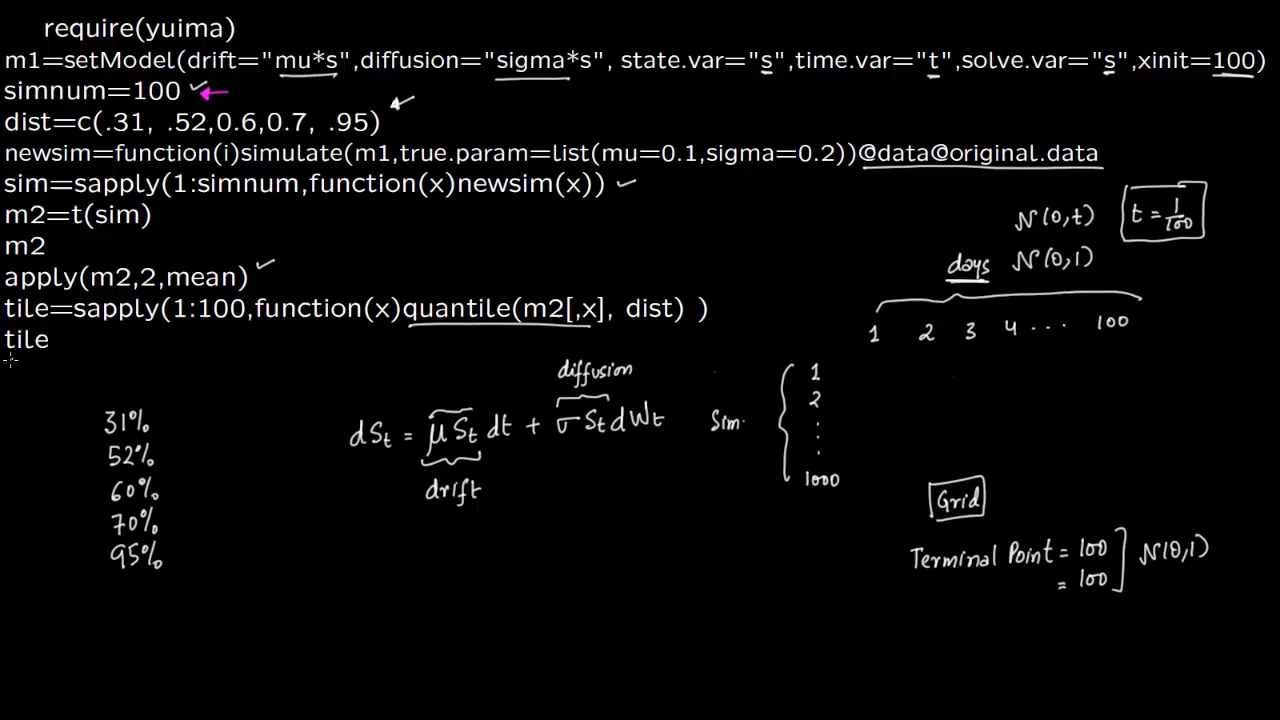 require(yuima)
m1=setModel(drift="mu*s",diffusion="sigma*s", state.var="s",time.var="t",solve.var="s",xinit=100)
simnum=100
dist=c(.31, .52,0.6,0.7, .95)
newsim=function(i)simulate(m1,true.param=list(mu=0.1,sigma=0.2))@data@original.data
sim=sapply(1:simnum,function(x)newsim(x))
m2=t(sim)
m2
apply(m2,2,mean)
tile=sapply(1:100,function(x)quantile(m2[,x], dist) )
tile
N(0,t) t = 1/100
days N(0,1)
1 2 3 4 ... 100
31%
52%
60%
70%
95%
diffusion
dSt = μ St dt + σ St dWt
drift
Sim.
1
2
⋮
1000
Grid
Terminal Point = 100
= 100
N(0,1)